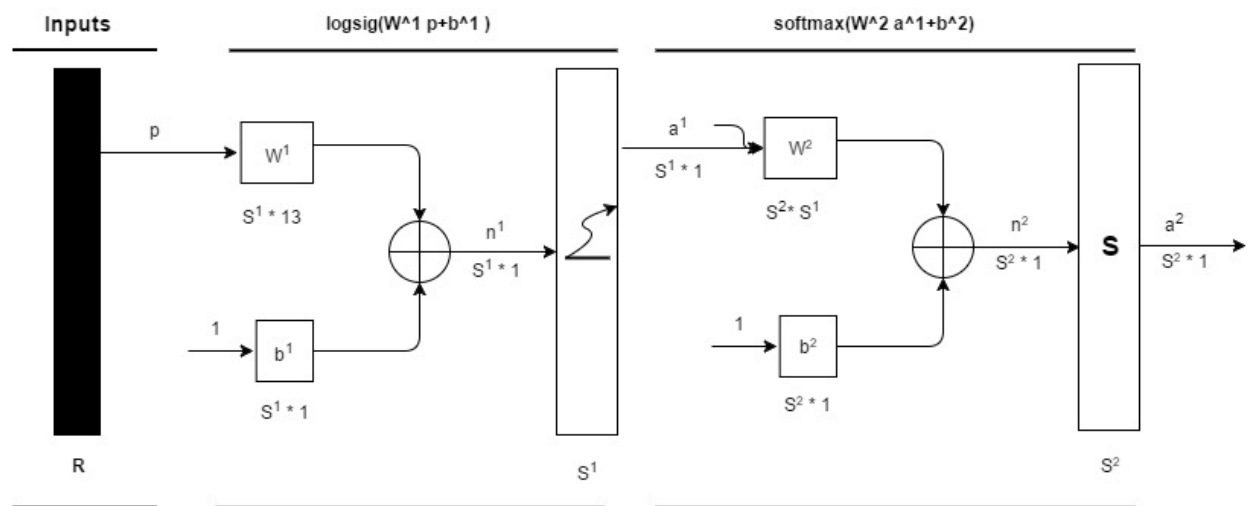 Inputs
logsig(W^1 p+b^1 )
softmax(W^2 a^1+b^2)
p
W¹
S¹ * 13
1
b¹
S¹ * 1
n¹
S¹ * 1
S¹
a¹
S¹ * 1
W²
S²* S¹
1
b²
S² * 1
n²
S² * 1
S
S²
a²
S² * 1
R